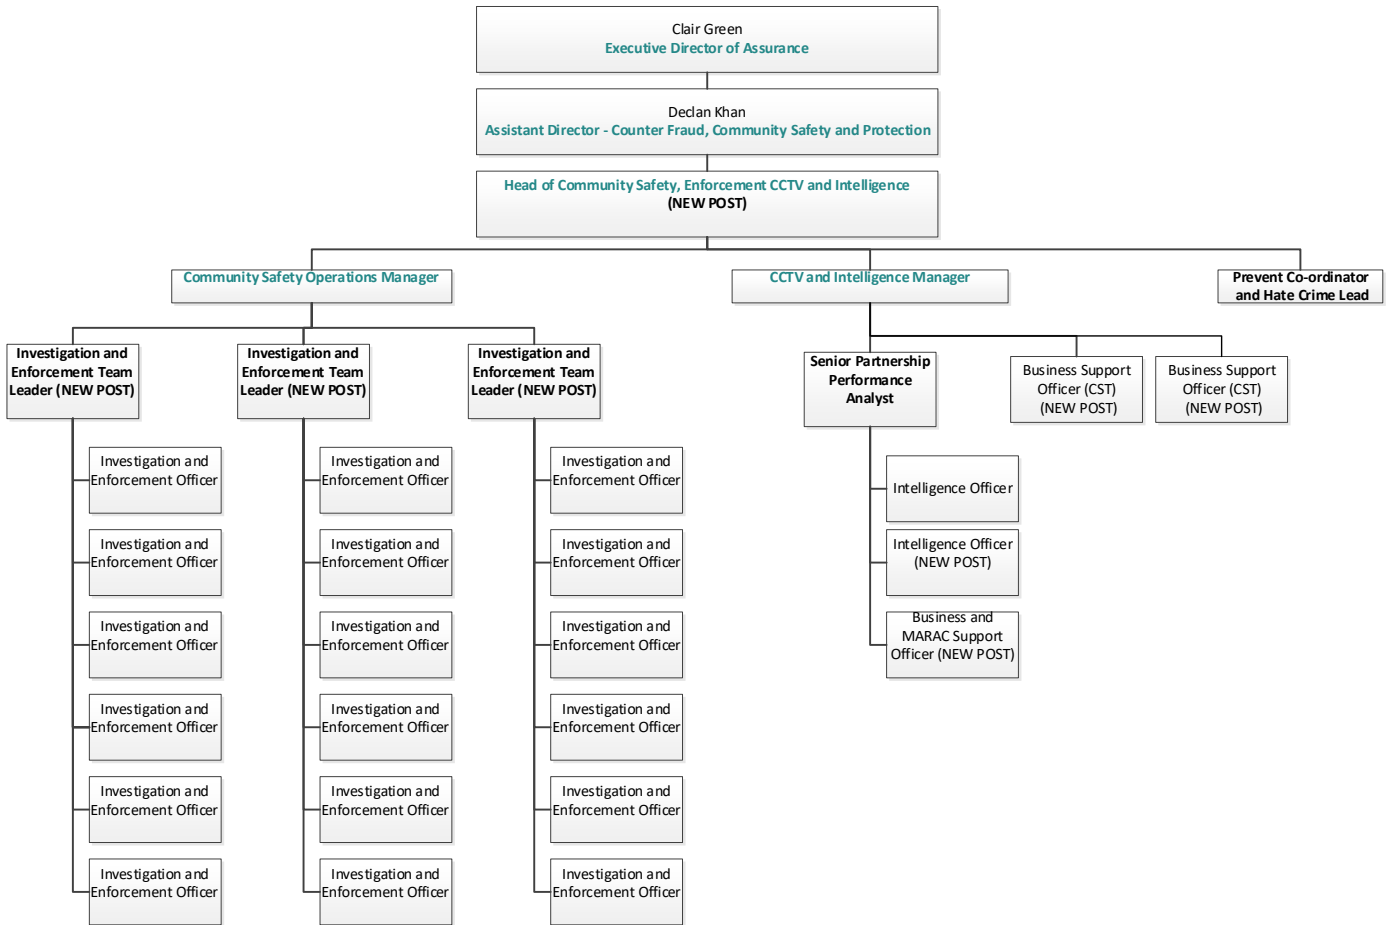 Clair Green
Executive Director of Assurance
Declan Khan
Assistant Director - Counter Fraud, Community Safety and Protection
Head of Community Safety, Enforcement CCTV and Intelligence
(NEW POST)
Community Safety Operations Manager
CCTV and Intelligence Manager
Prevent Co-ordinator
and Hate Crime Lead
Investigation and
Enforcement Team
Leader (NEW POST)
Investigation and
Enforcement Team
Leader (NEW POST)
Investigation and
Enforcement Team
Leader (NEW POST)
Senior Partnership
Performance
Analyst
Business Support
Officer (CST)
(NEW POST)
Business Support
Officer (CST)
(NEW POST)
Investigation and
Enforcement Officer
Investigation and
Enforcement Officer
Investigation and
Enforcement Officer
Intelligence Officer
Investigation and
Enforcement Officer
Investigation and
Enforcement Officer
Investigation and
Enforcement Officer
Intelligence Officer
(NEW POST)
Investigation and
Enforcement Officer
Investigation and
Enforcement Officer
Investigation and
Enforcement Officer
Business and
MARAC Support
Officer (NEW POST)
Investigation and
Enforcement Officer
Investigation and
Enforcement Officer
Investigation and
Enforcement Officer
Investigation and
Enforcement Officer
Investigation and
Enforcement Officer
Investigation and
Enforcement Officer
Investigation and
Enforcement Officer
Investigation and
Enforcement Officer
Investigation and
Enforcement Officer